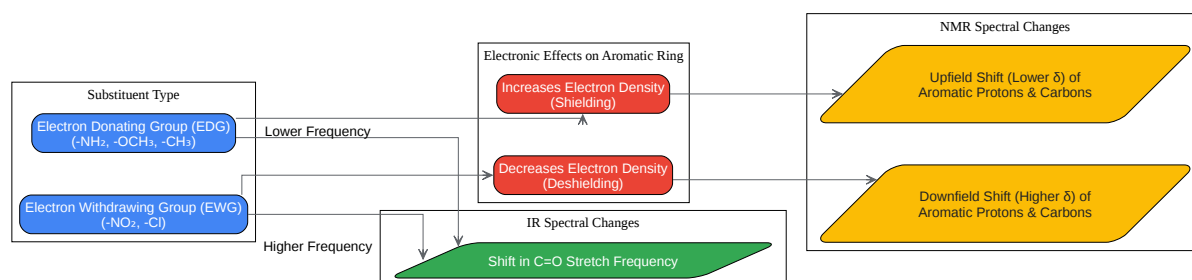 Substituent Type
Electron Donating Group (EDG)
(-NH₂, -OCH₃, -CH₃)
Electron Withdrawing Group (EWG)
(-NO₂, -Cl)
Lower Frequency
Higher Frequency
Electronic Effects on Aromatic Ring
Increases Electron Density
(Shielding)
Decreases Electron Density
(Deshielding)
IR Spectral Changes
Shift in C=O Stretch Frequency
NMR Spectral Changes
Upfield Shift (Lower δ) of
Aromatic Protons & Carbons
Downfield Shift (Higher δ) of
Aromatic Protons & Carbons